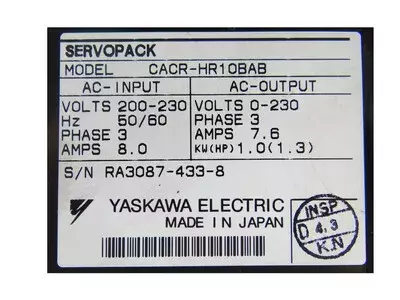 SERVOPACK
MODEL CACR-HR10BAB
AC-INPUT AC-OUTPUT
VOLTS 200-230 VOLTS 0-230
Hz 50/60 PHASE 3
PHASE 3 AMPS 7.6
AMPS 8.0 KW(HP) 1.0(1.3)
S/N RA3087-433-8
YASKAWA ELECTRIC
MADE IN JAPAN
INSP
D 4.3
K.N